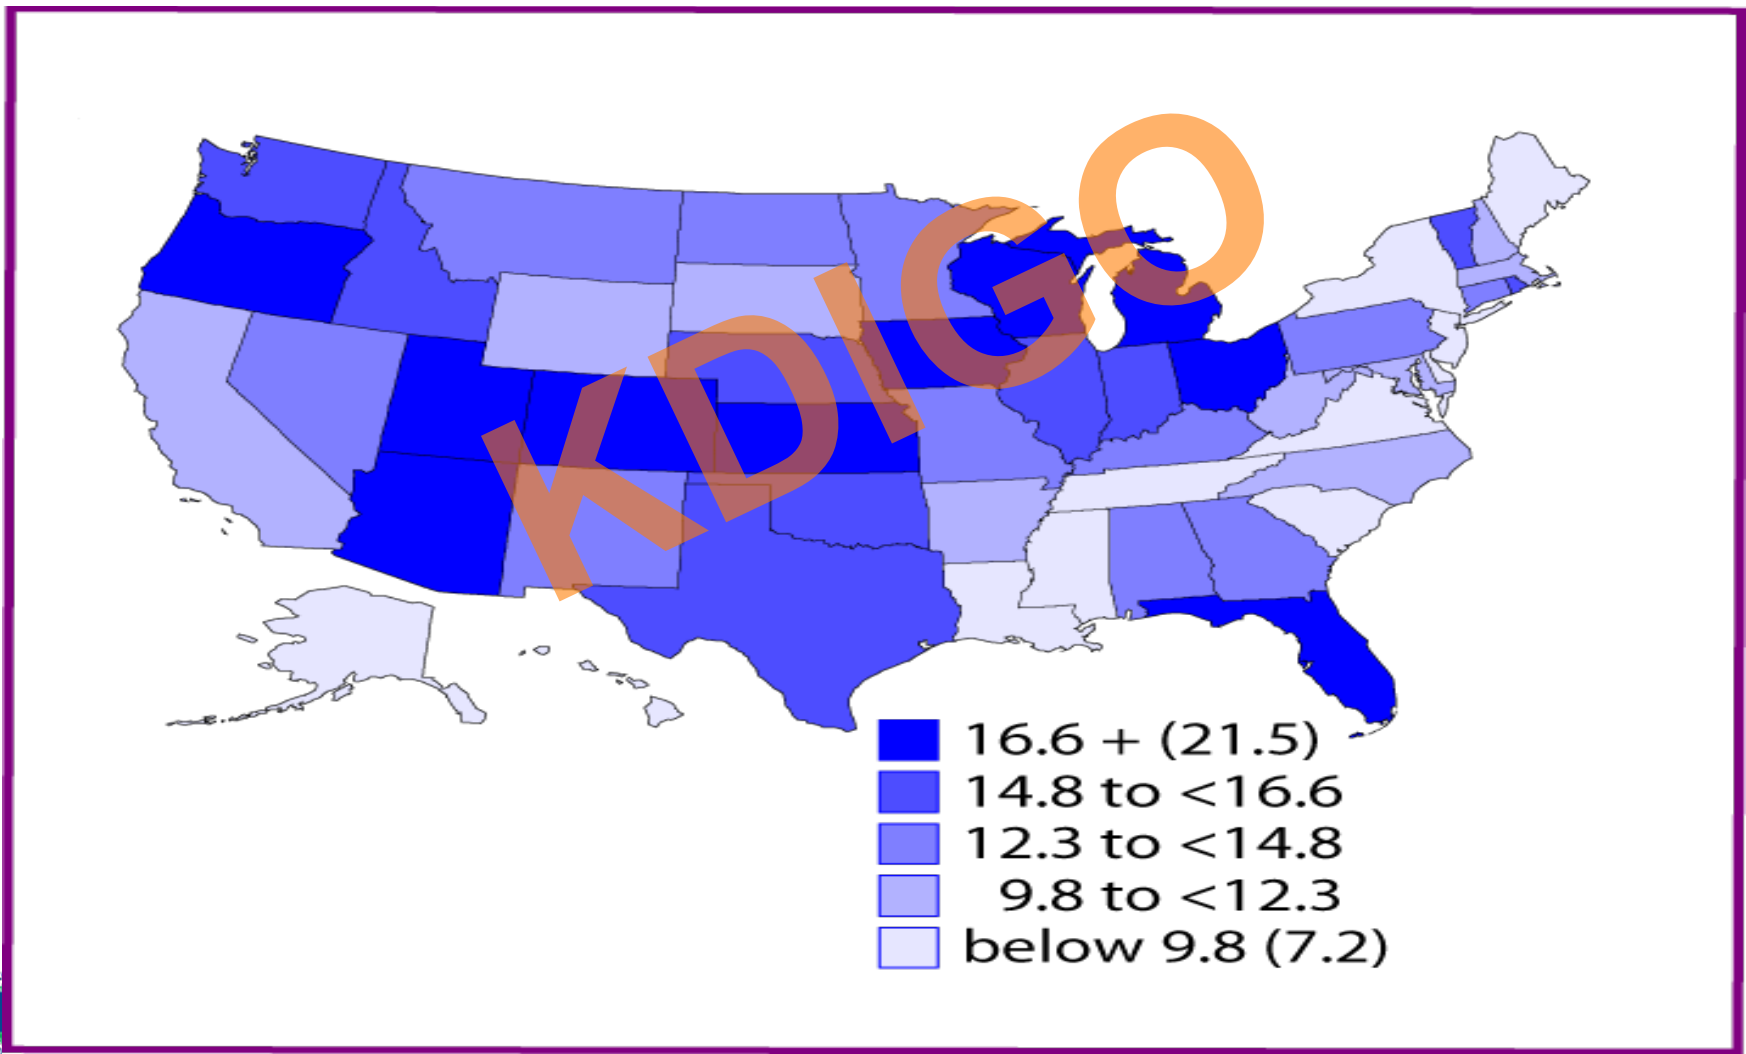 KDIGO
16.6 + (21.5)
14.8 to <16.6
12.3 to <14.8
9.8 to <12.3
below 9.8 (7.2)